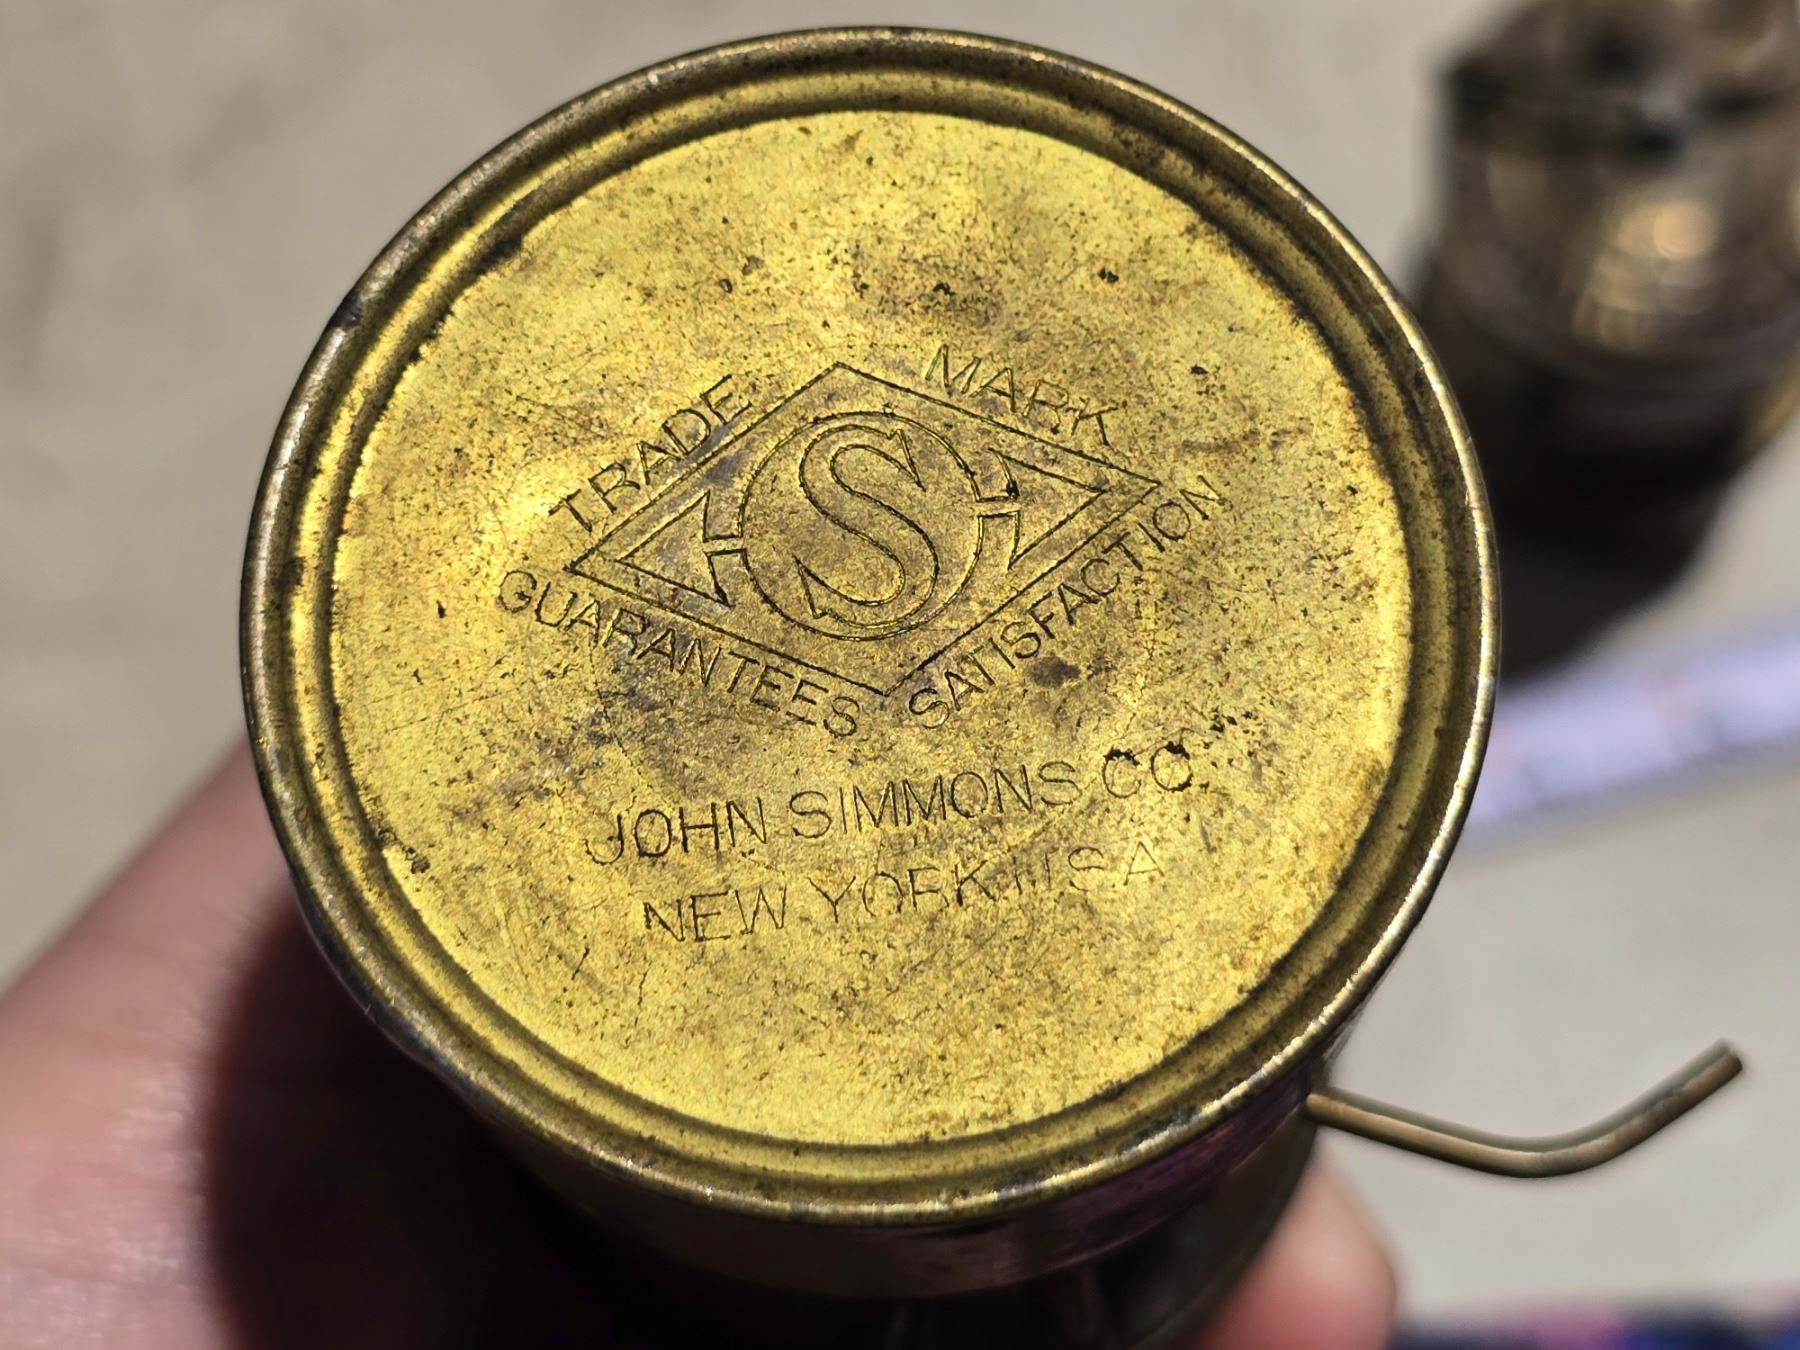 TRADE MARK
S
GUARANTEES SATISFACTION
JOHN SIMMONS CO
NEW YORK USA